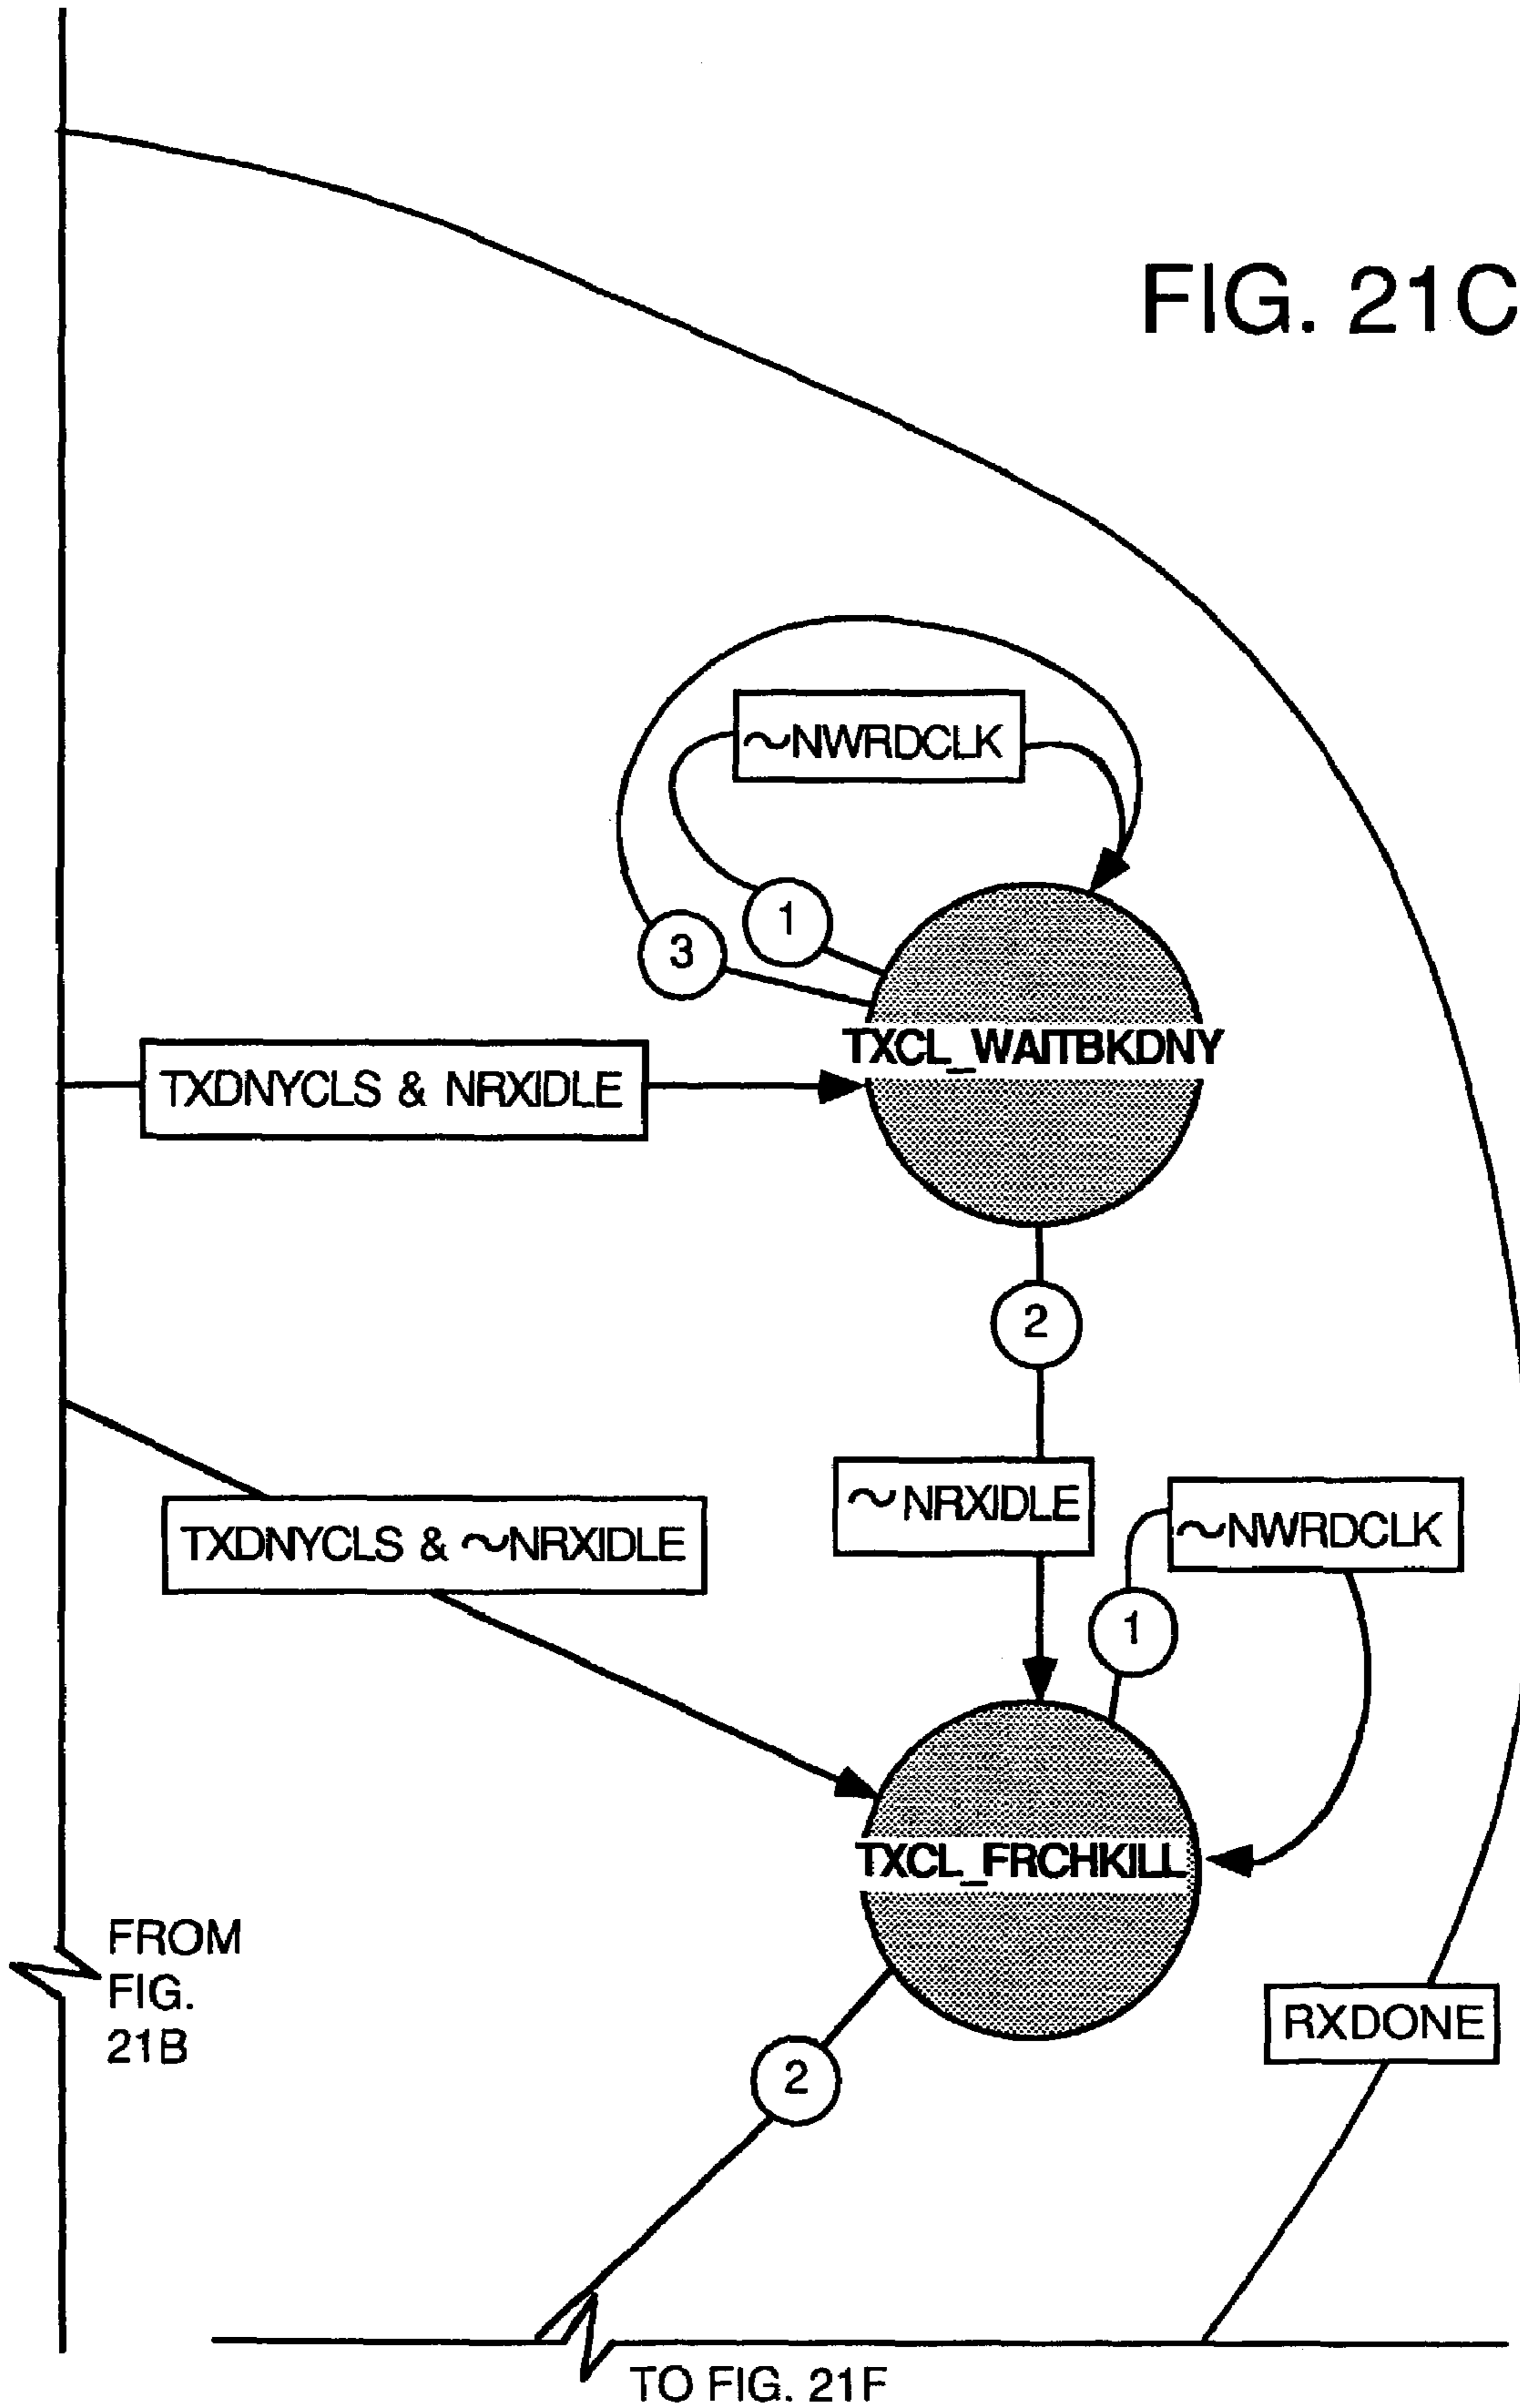 FIG. 21C
~NWRDCLK
1
3
TXCL_WAITBKDNY
TXDNYCLS & NRXIDLE
2
~NRXIDLE
~NWRDCLK
TXDNYCLS & ~NRXIDLE
1
TXCL_FRCHKILL
FROM
FIG.
21B
RXDONE
2
TO FIG. 21F